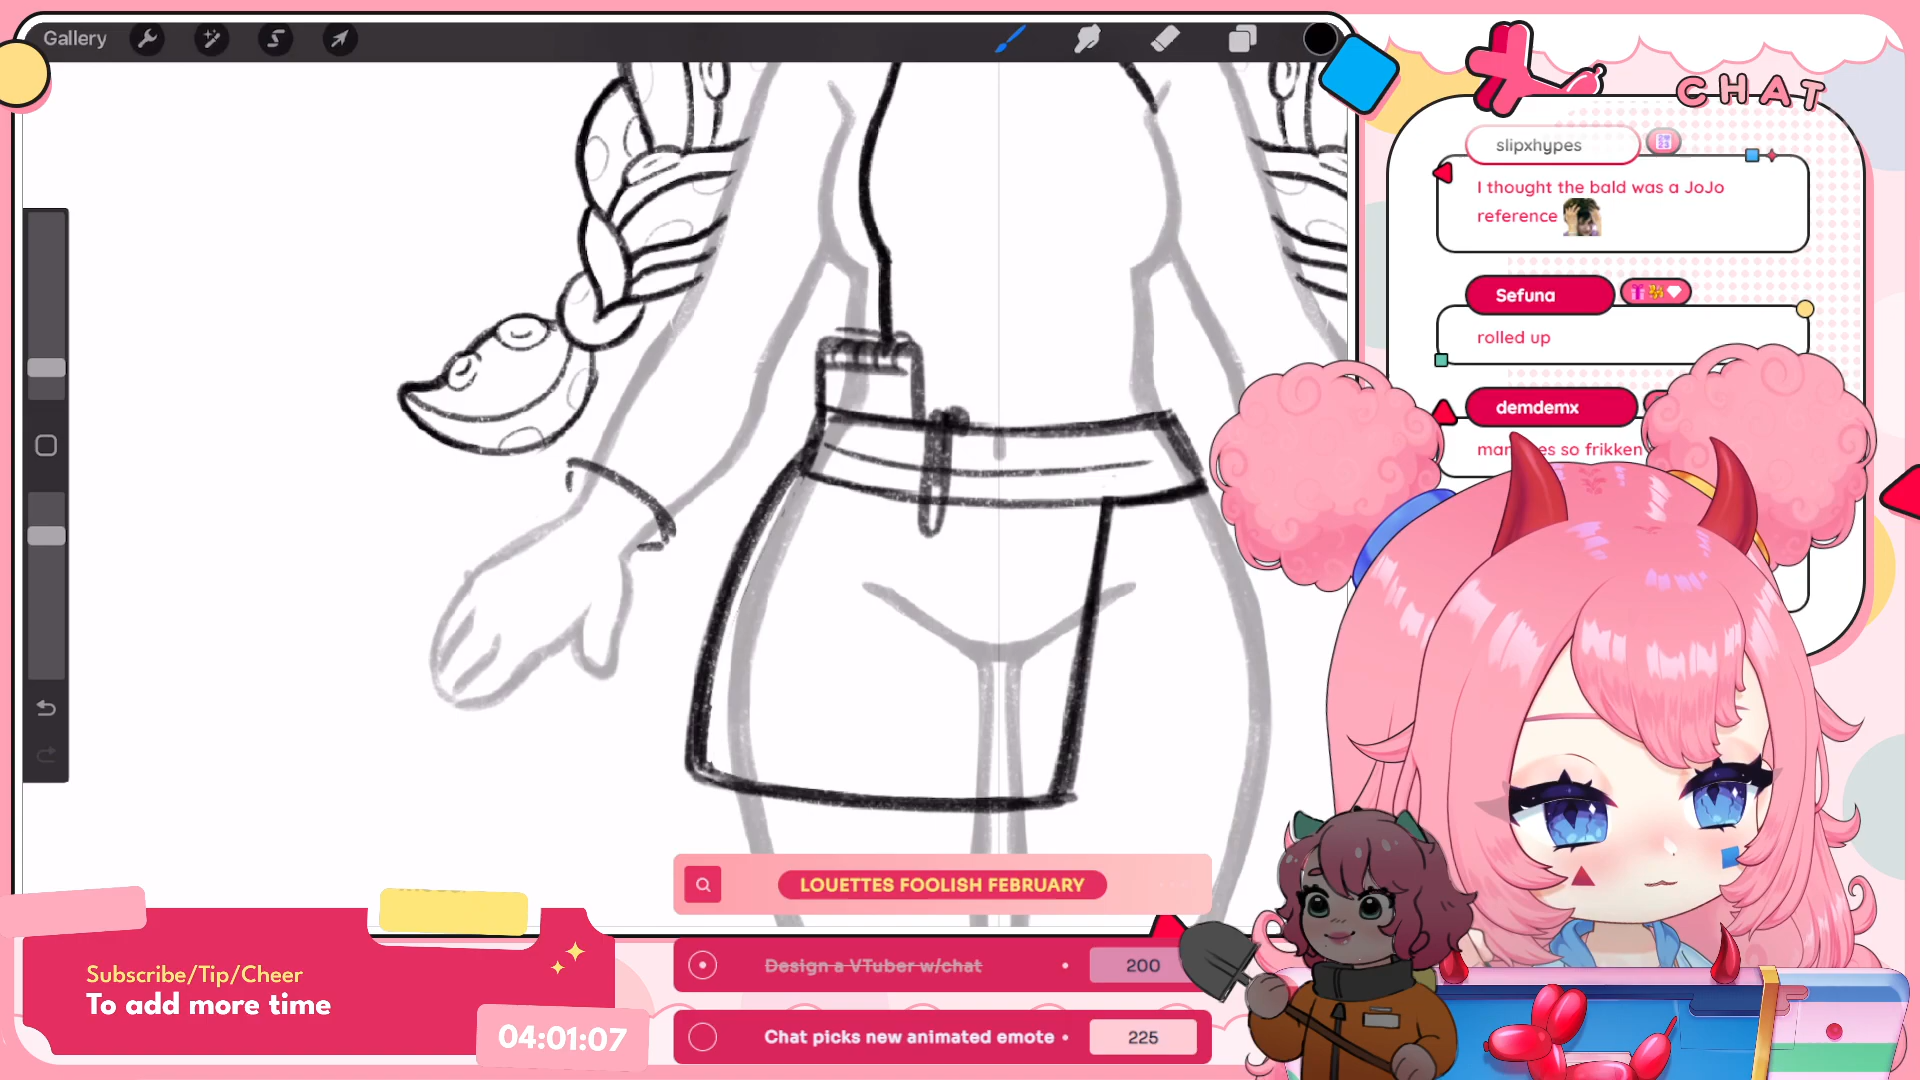 Gallery
CHAT
slipxhypes
I thought the bald was a JoJo
reference
Sefuna
rolled up
demdemx
so frikken
LOUETTES FOOLISH FEBRUARY
Design a VTuber w/chat • 200
Chat picks new animated emote • 225
Subscribe/Tip/Cheer
To add more time
04:01:07